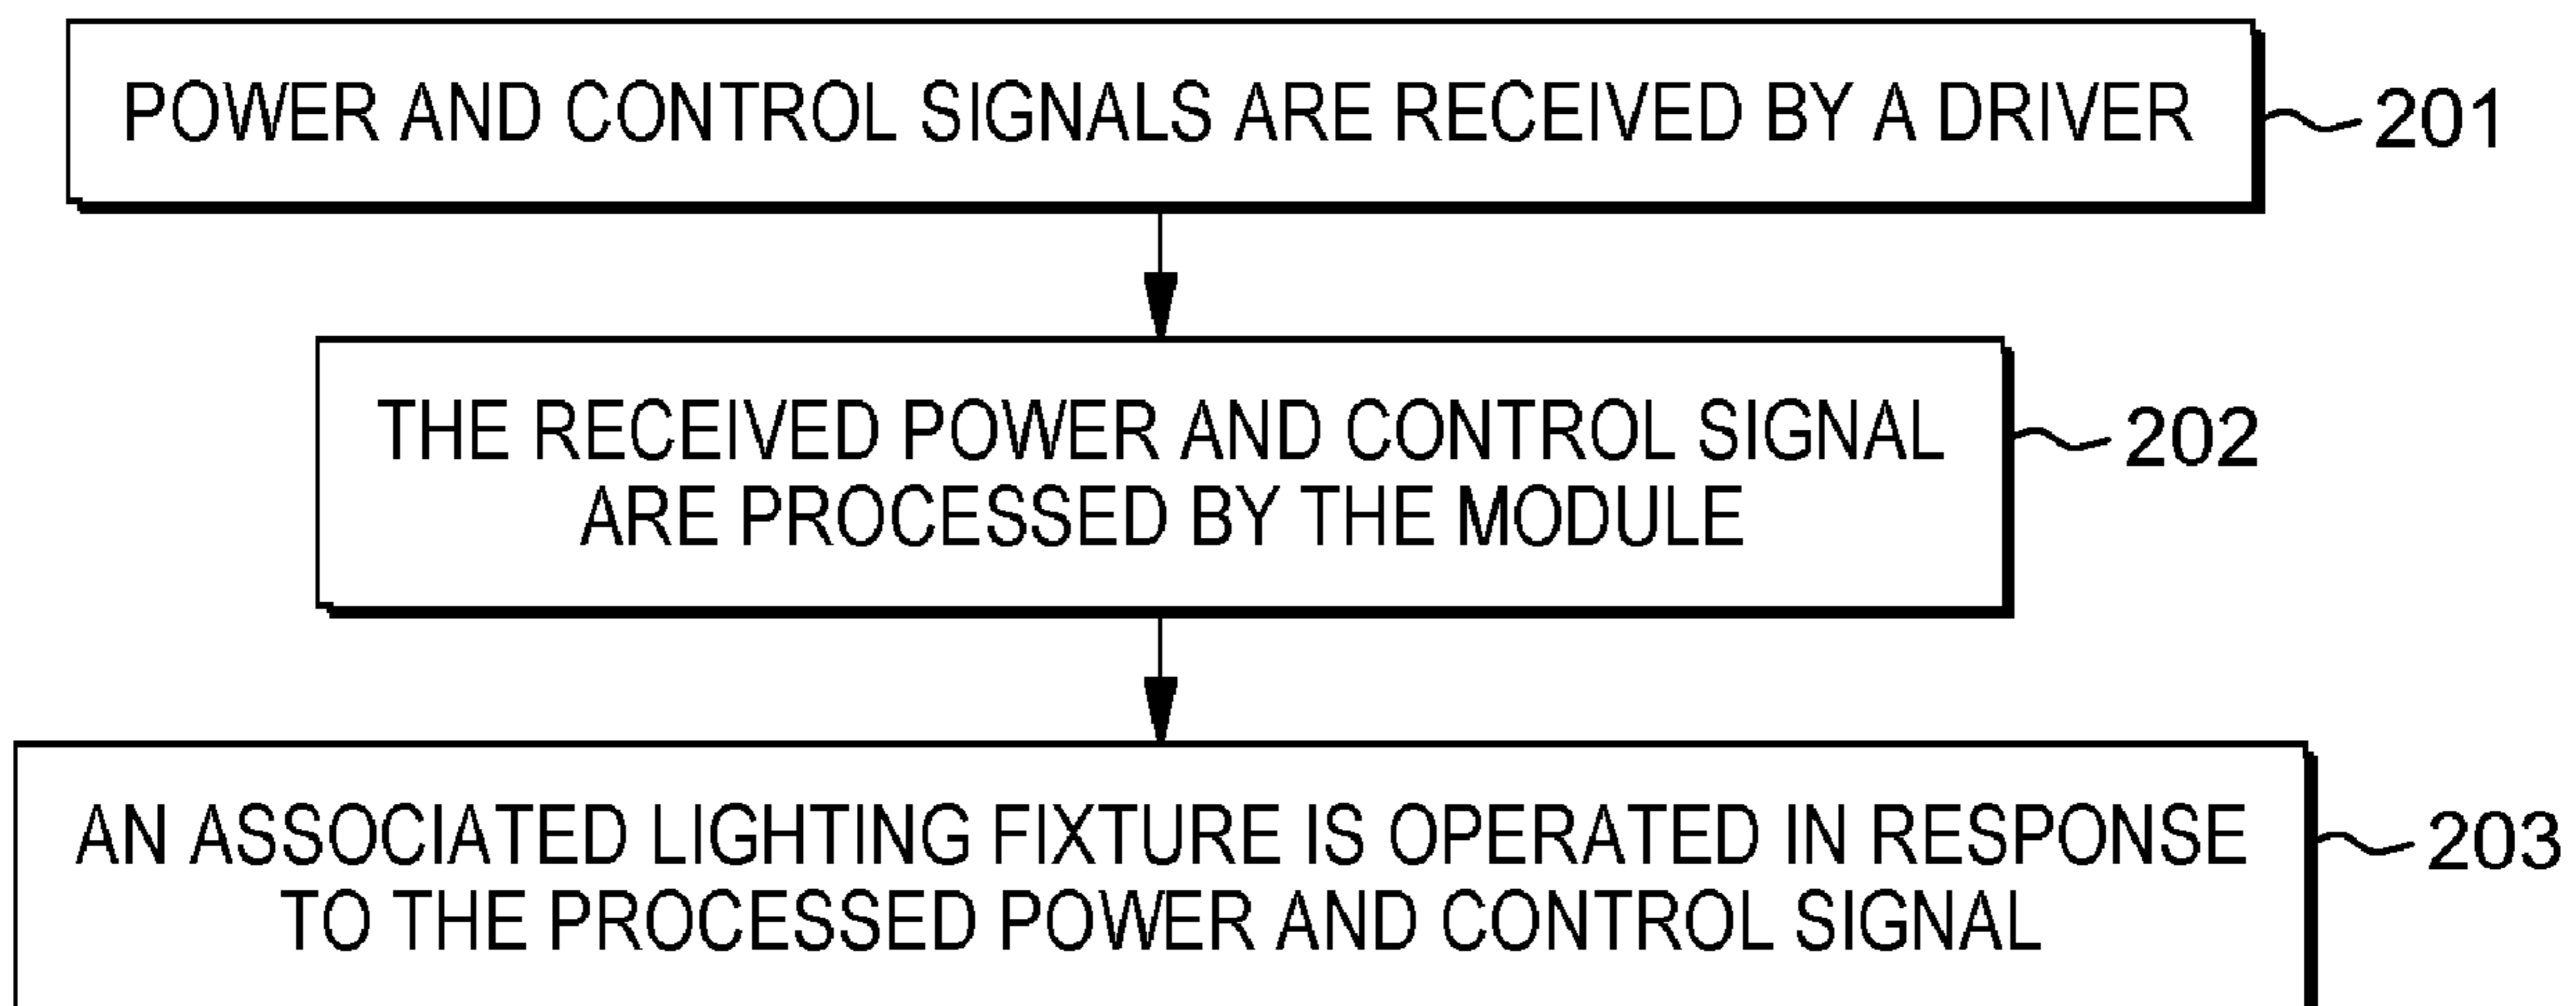 POWER AND CONTROL SIGNALS ARE RECEIVED BY A DRIVER
201
THE RECEIVED POWER AND CONTROL SIGNAL
ARE PROCESSED BY THE MODULE
202
AN ASSOCIATED LIGHTING FIXTURE IS OPERATED IN RESPONSE
TO THE PROCESSED POWER AND CONTROL SIGNAL
203